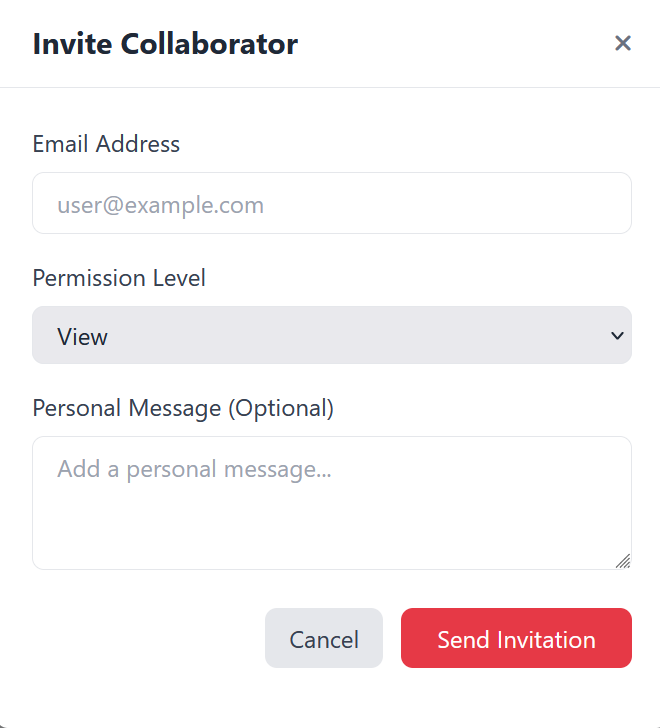 Invite Collaborator
Email Address
user@example.com
Permission Level
View
Personal Message (Optional)
Add a personal message...
Cancel
Send Invitation